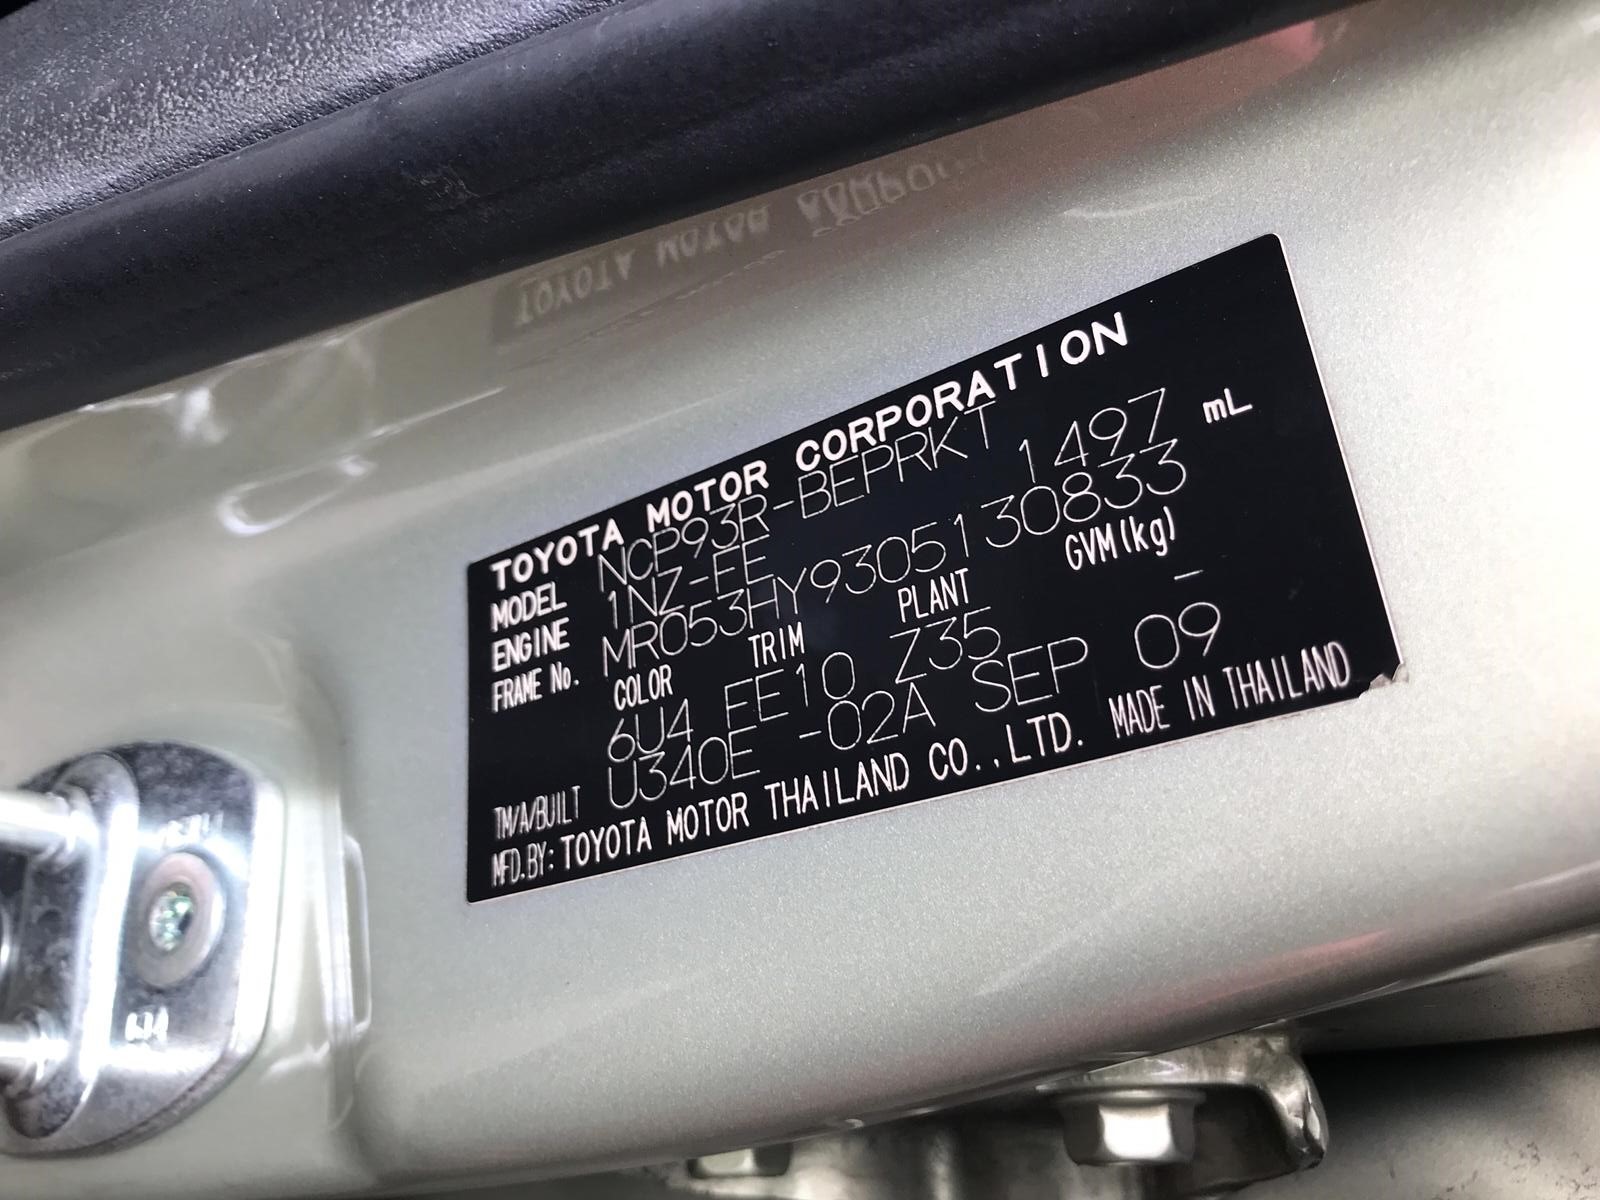 TOYOTA MOTOR CORPORATION
MODEL NCP93R-BEPRKT
ENGINE 1NZ-FE 1497 mL
FRAME No. MR053HY9305130833
COLOR TRIM PLANT GVM(kg)
6U4 EE10 Z35 –
TM/A/BUILT U340E -02A SEP 09
MFD.BY: TOYOTA MOTOR THAILAND CO.,LTD. MADE IN THAILAND